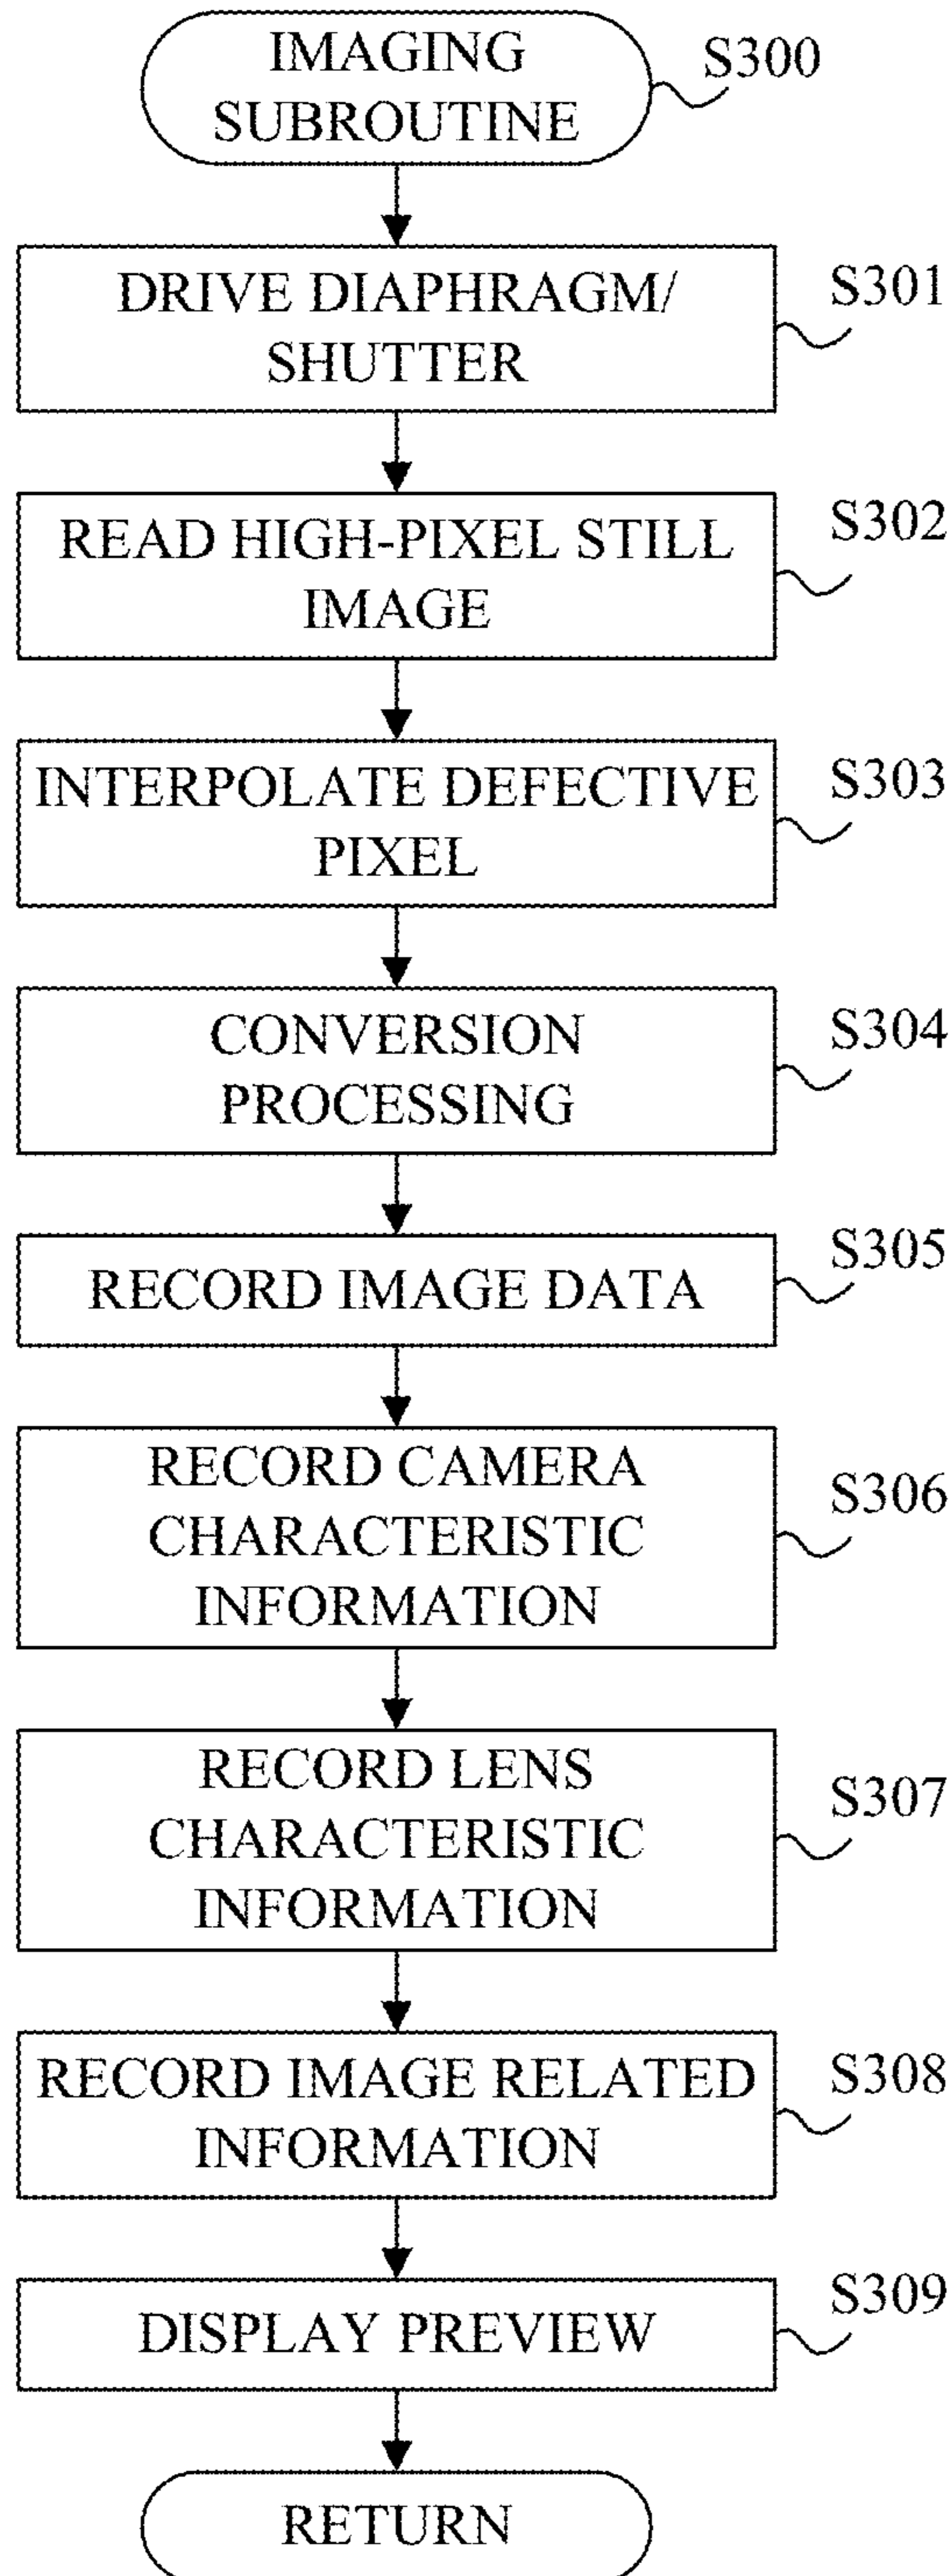 IMAGING
SUBROUTINE
S300
DRIVE DIAPHRAGM/
SHUTTER
S301
READ HIGH-PIXEL STILL
IMAGE
S302
INTERPOLATE DEFECTIVE
PIXEL
S303
CONVERSION
PROCESSING
S304
RECORD IMAGE DATA
S305
RECORD CAMERA
CHARACTERISTIC
INFORMATION
S306
RECORD LENS
CHARACTERISTIC
INFORMATION
S307
RECORD IMAGE RELATED
INFORMATION
S308
DISPLAY PREVIEW
S309
RETURN